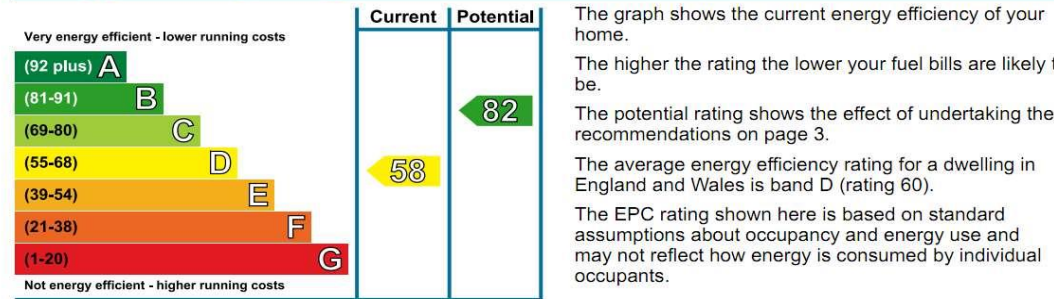 Current Potential
Very energy efficient - lower running costs
(92 plus) A
(81-91) B
82
(69-80) C
(55-68) D
58
(39-54) E
(21-38) F
(1-20) G
Not energy efficient - higher running costs
The graph shows the current energy efficiency of your
home.
The higher the rating the lower your fuel bills are likely t
be.
The potential rating shows the effect of undertaking the
recommendations on page 3.
The average energy efficiency rating for a dwelling in
England and Wales is band D (rating 60).
The EPC rating shown here is based on standard
assumptions about occupancy and energy use and
may not reflect how energy is consumed by individual
occupants.